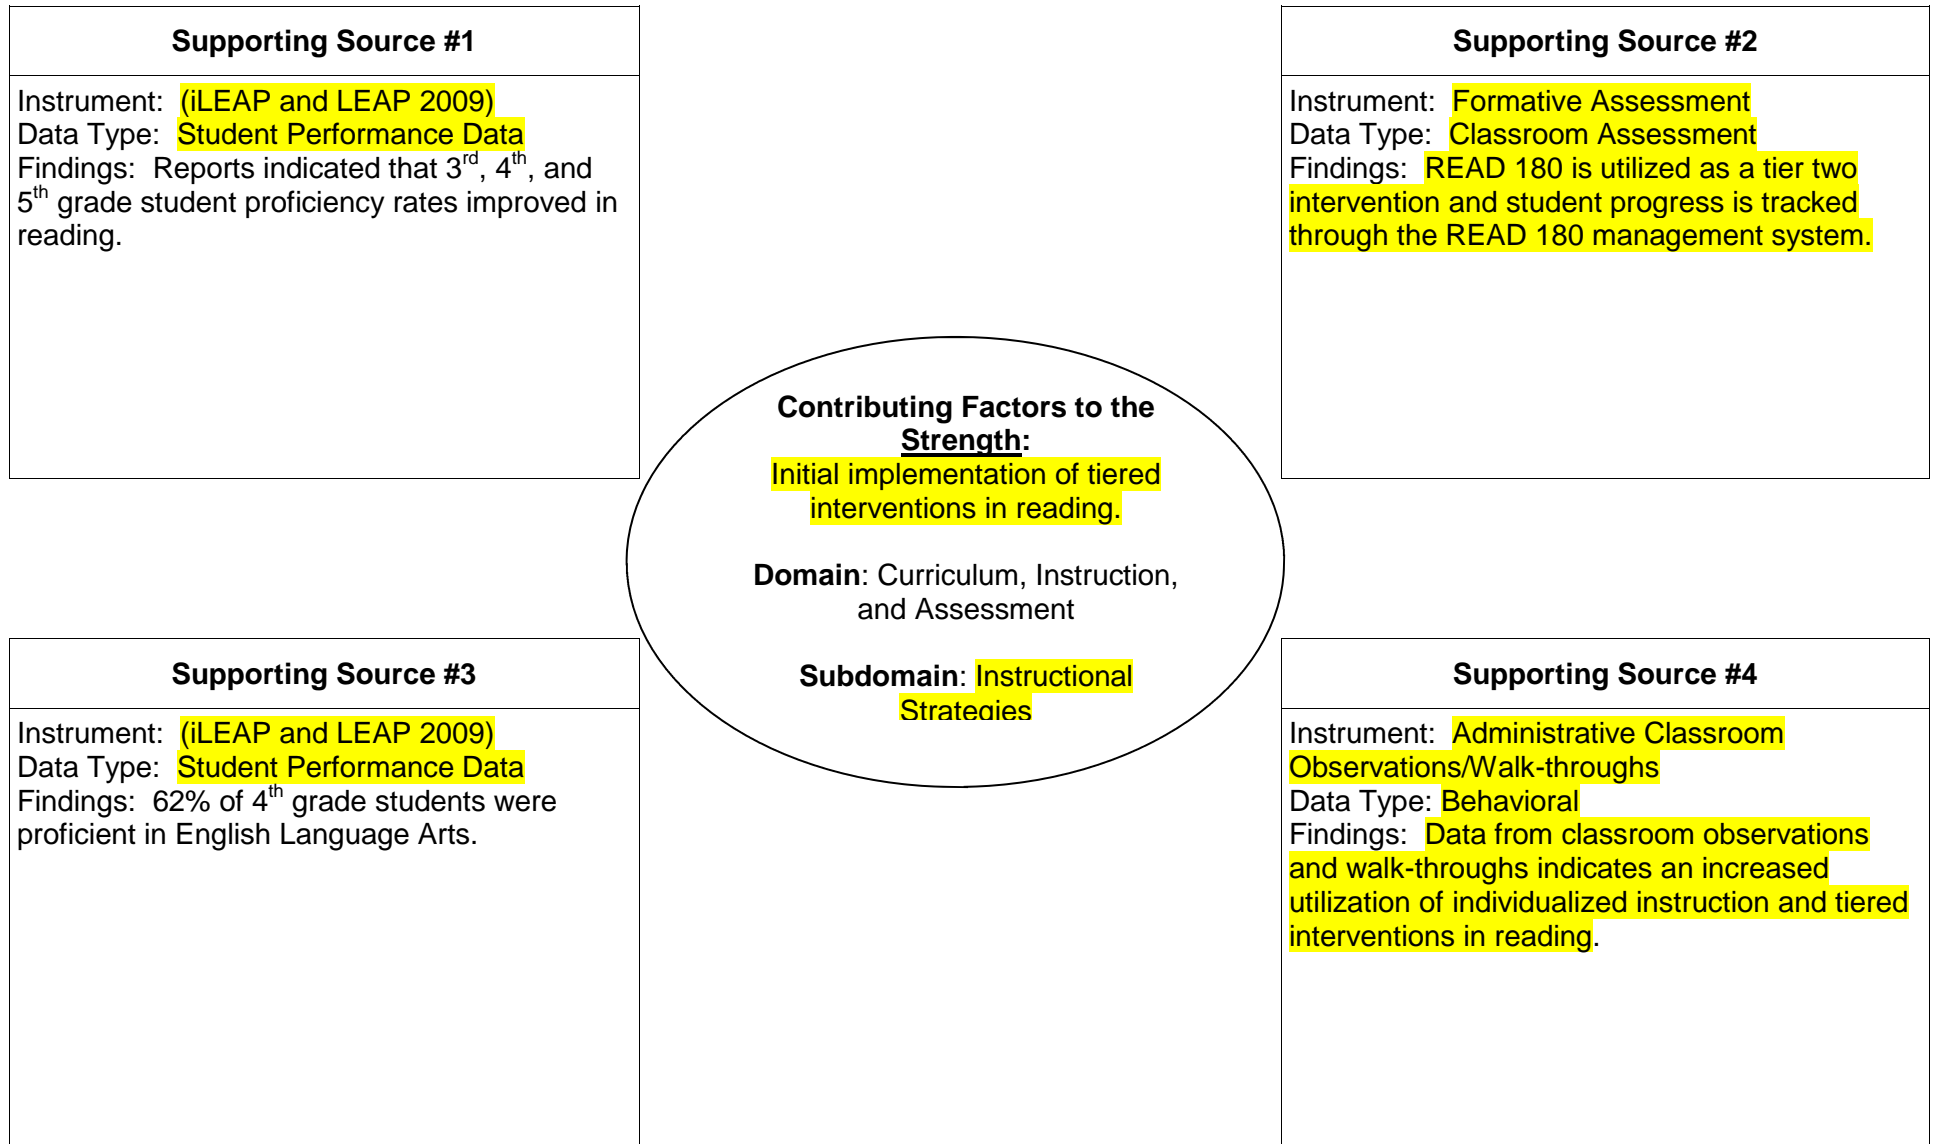 Supporting Source #1
Instrument: (iLEAP and LEAP 2009)
Data Type: Student Performance Data
Findings: Reports indicated that 3rd, 4th, and
5th grade student proficiency rates improved in
reading.
Supporting Source #2
Instrument: Formative Assessment
Data Type: Classroom Assessment
Findings: READ 180 is utilized as a tier two
intervention and student progress is tracked
through the READ 180 management system.
Contributing Factors to the
Strength:
Initial implementation of tiered
interventions in reading.
Domain: Curriculum, Instruction,
and Assessment
Subdomain: Instructional
Strategies
Supporting Source #3
Instrument: (iLEAP and LEAP 2009)
Data Type: Student Performance Data
Findings: 62% of 4th grade students were
proficient in English Language Arts.
Supporting Source #4
Instrument: Administrative Classroom
Observations/Walk-throughs
Data Type: Behavioral
Findings: Data from classroom observations
and walk-throughs indicates an increased
utilization of individualized instruction and tiered
interventions in reading.